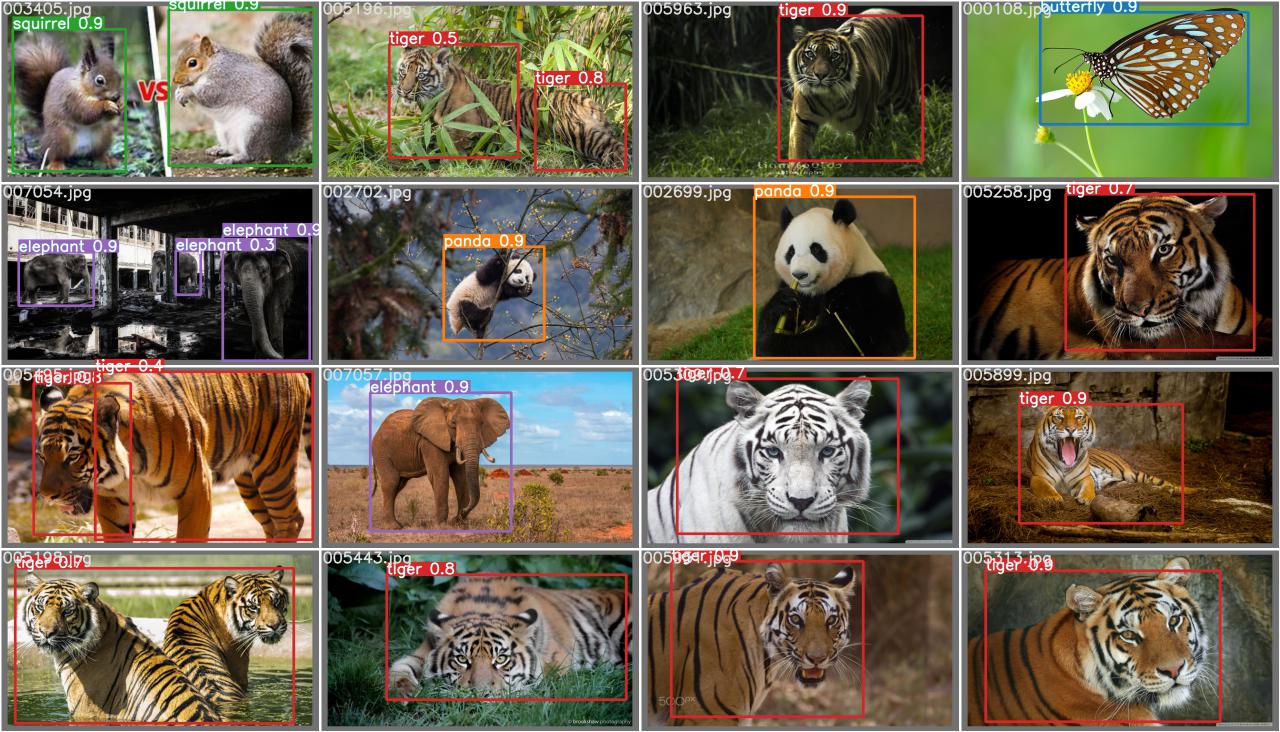 003405.jpg
squirrel 0.9
squirrel 0.9
VS
005196.jpg
tiger 0.5
tiger 0.8
005963.jpg
tiger 0.9
000108.jpg
butterfly 0.9
007054.jpg
elephant 0.9
elephant 0.3
elephant 0.9
002702.jpg
panda 0.9
002699.jpg
panda 0.9
005258.jpg
tiger 0.7
tiger 0.4
007057.jpg
elephant 0.9
tiger 0.7
005899.jpg
tiger 0.9
005198.jpg
tiger 0.7
005443.jpg
tiger 0.8
© brookshaw photography
tiger 0.9
500px
005313.jpg
tiger 0.9